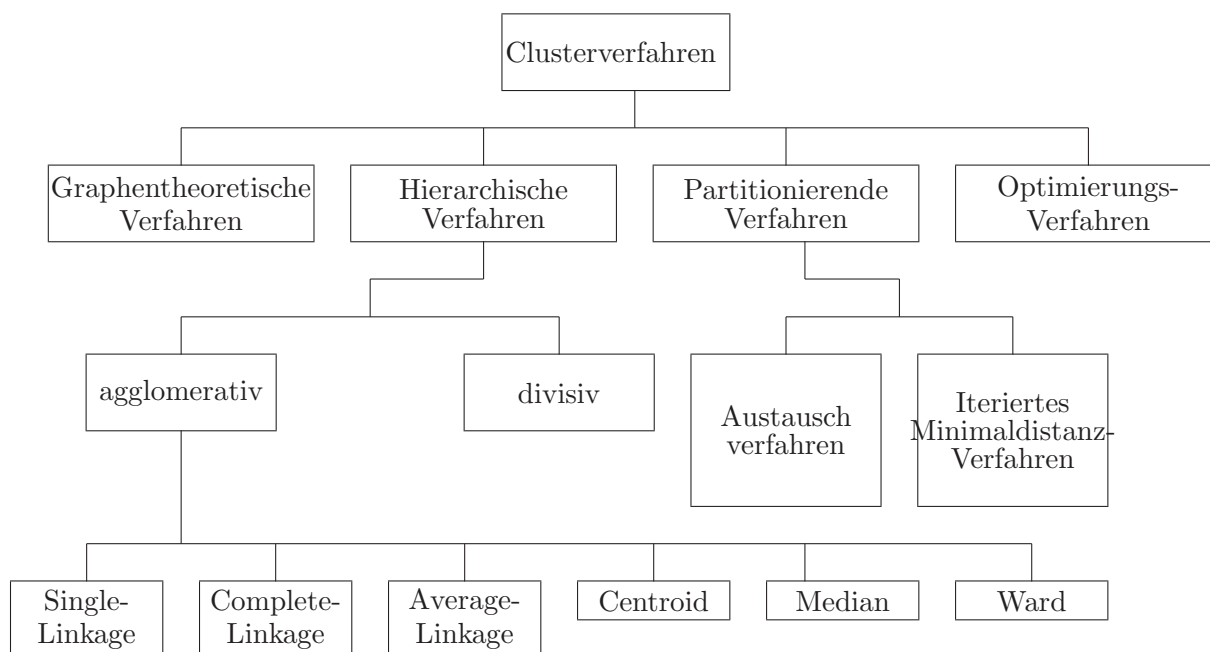 Clusterverfahren
Graphentheoretische
Verfahren
Hierarchische
Verfahren
Partitionierende
Verfahren
Optimierungs-
Verfahren
agglomerativ
divisiv
Austausch
verfahren
Iteriertes
Minimaldistanz-
Verfahren
Single-
Linkage
Complete-
Linkage
Average-
Linkage
Centroid
Median
Ward